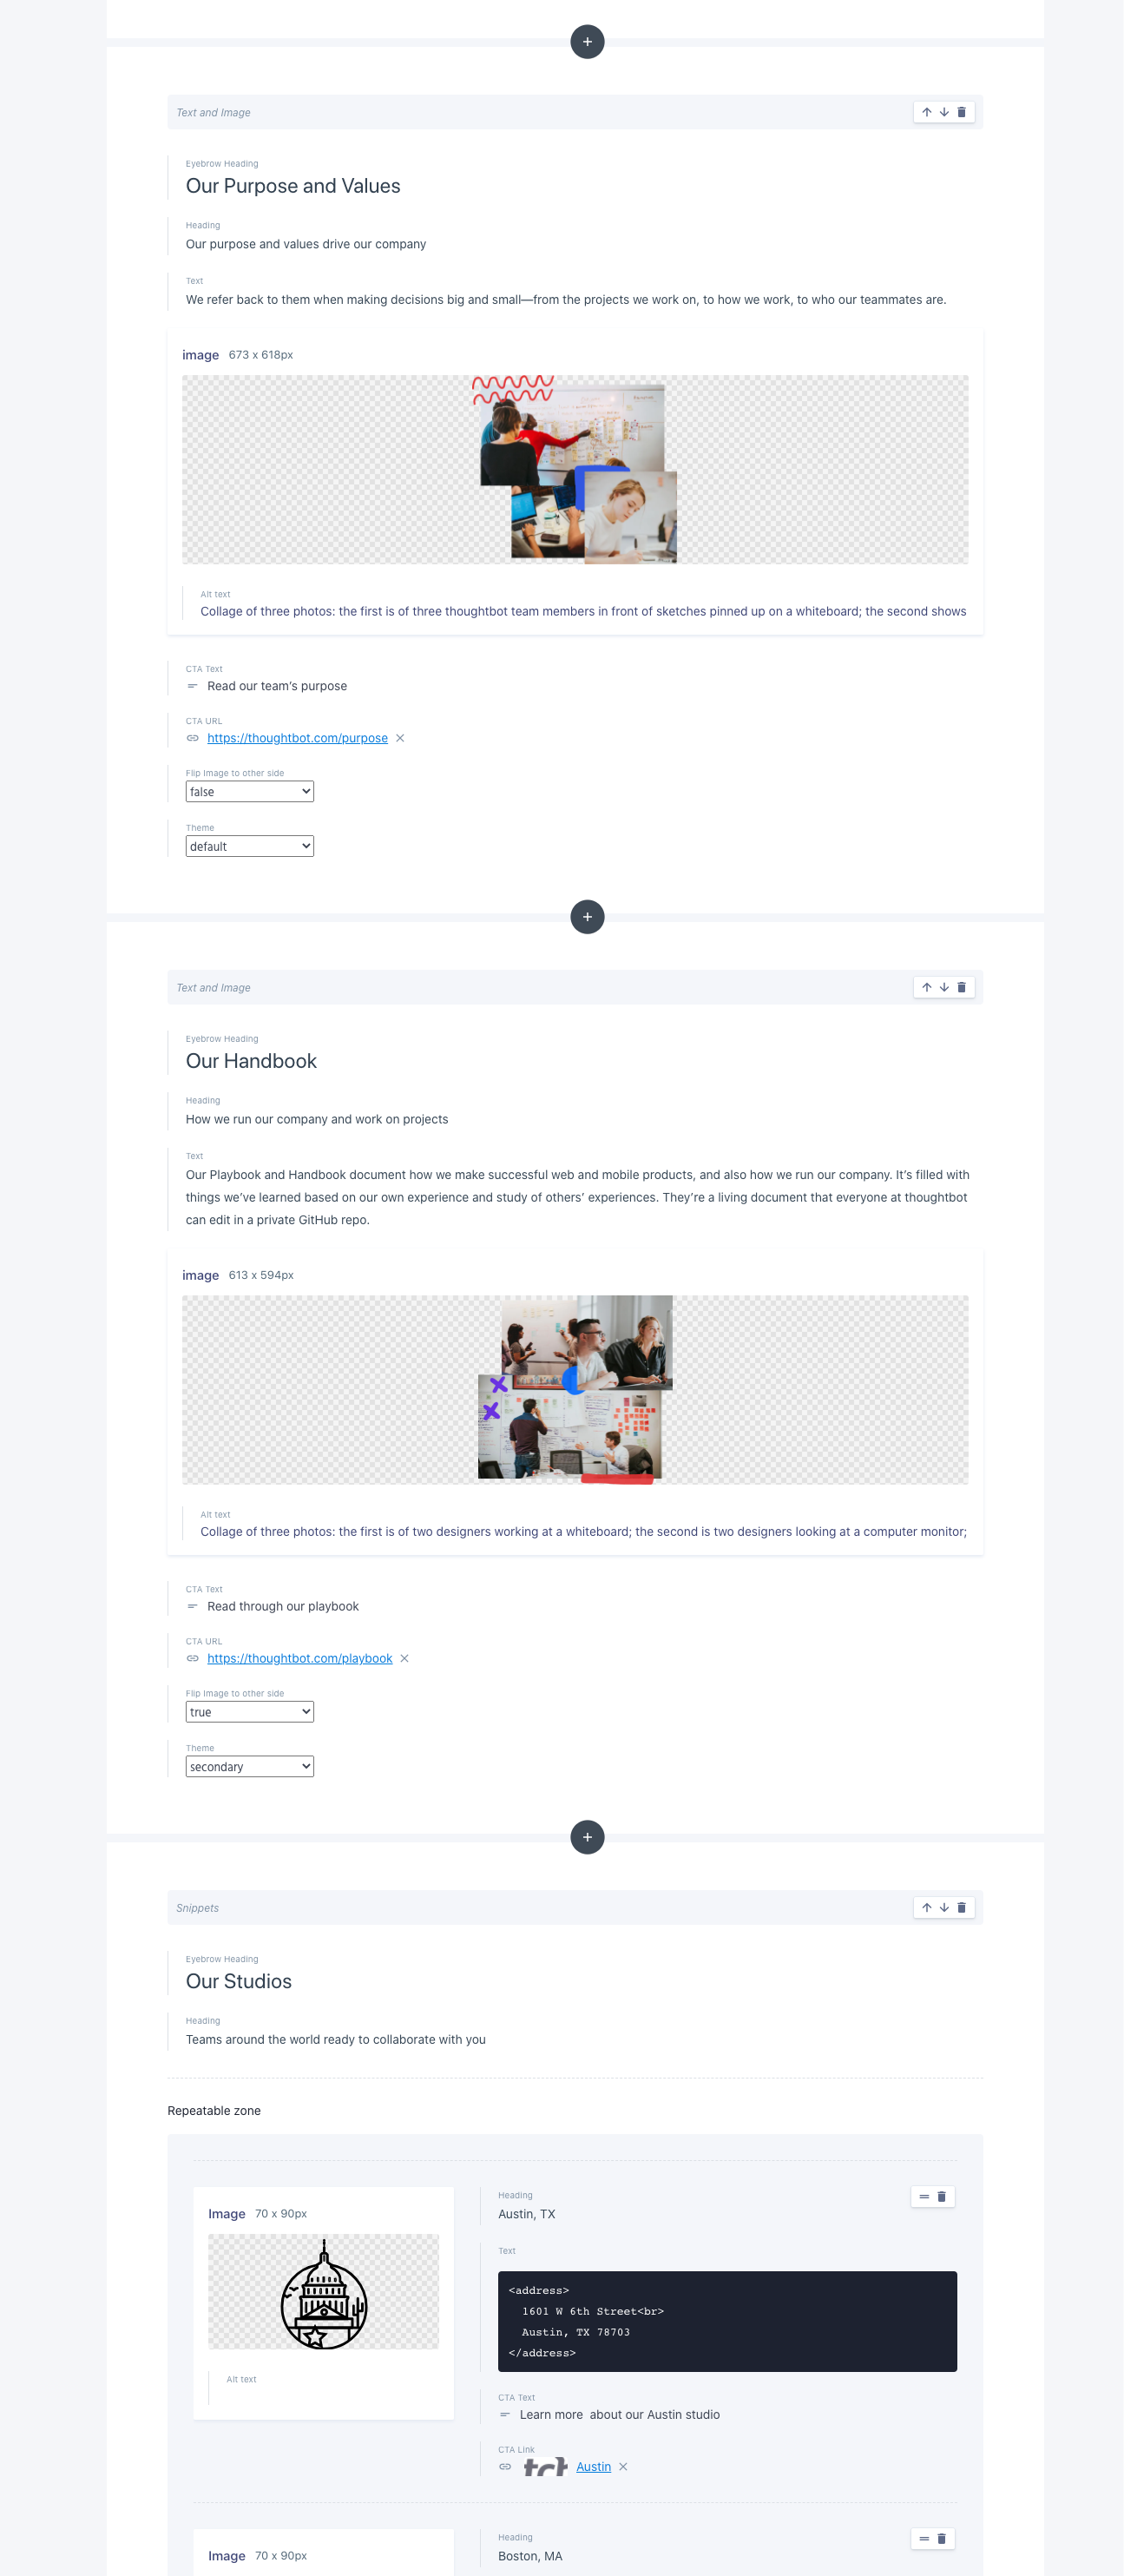 Text and Image
Eyebrow Heading
Our Purpose and Values
Heading
Our purpose and values drive our company
Text
We refer back to them when making decisions big and small—from the projects we work on, to how we work, to who our teammates are.
image 673 x 618px
Alt text
Collage of three photos: the first is of three thoughtbot team members in front of sketches pinned up on a whiteboard; the second shows
CTA Text
Read our team’s purpose
CTA URL
https://thoughtbot.com/purpose
Flip Image to other side
false
Theme
default
Text and Image
Eyebrow Heading
Our Handbook
Heading
How we run our company and work on projects
Text
Our Playbook and Handbook document how we make successful web and mobile products, and also how we run our company. It’s filled with
things we’ve learned based on our own experience and study of others’ experiences. They’re a living document that everyone at thoughtbot
can edit in a private GitHub repo.
image 613 x 594px
Alt text
Collage of three photos: the first is of two designers working at a whiteboard; the second is two designers looking at a computer monitor;
CTA Text
Read through our playbook
CTA URL
https://thoughtbot.com/playbook
Flip Image to other side
true
Theme
secondary
Snippets
Eyebrow Heading
Our Studios
Heading
Teams around the world ready to collaborate with you
Repeatable zone
Image 70 x 90px
Alt text
Heading
Austin, TX
Text
<address>
1601 W 6th Street<br>
Austin, TX 78703
</address>
CTA Text
Learn more about our Austin studio
CTA Link
Austin
Image 70 x 90px
Heading
Boston, MA